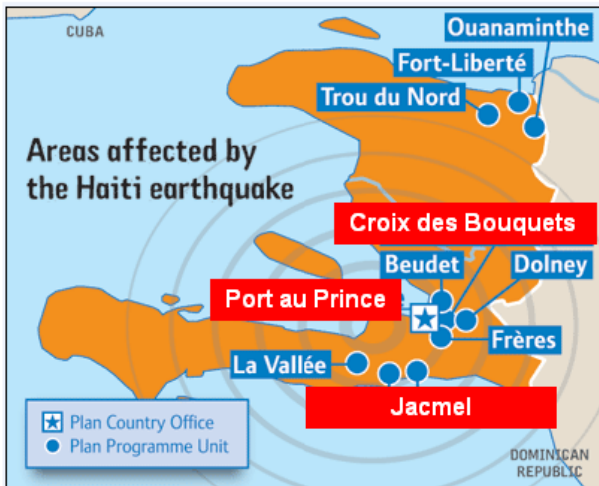 CUBA
Ouanaminthe
Fort-Liberté
Trou du Nord
Areas affected by
the Haiti earthquake
Croix des Bouquets
Beudet
Dolney
Port au Prince
Frères
La Vallée
Jacmel
Plan Country Office
Plan Programme Unit
DOMINICAN
REPUBLIC